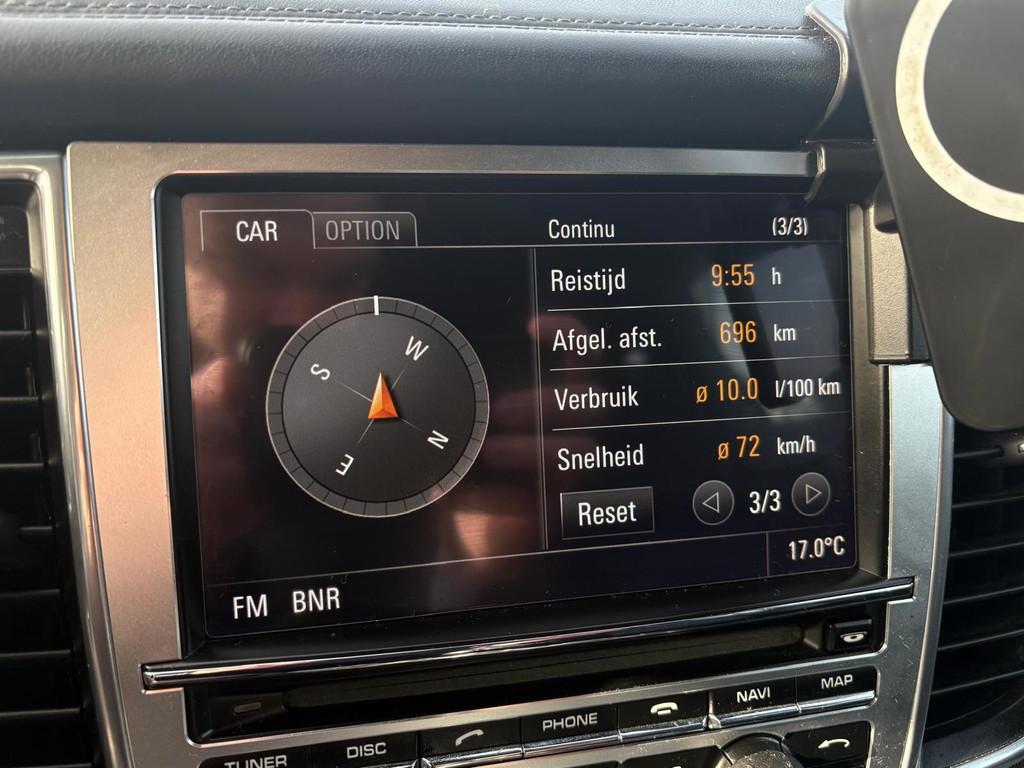 CAR OPTION Continu (3/3)
Reistijd 9:55 h
Afgel. afst. 696 km
Verbruik ø 10.0 l/100 km
Snelheid ø 72 km/h
Reset 3/3
S W
E N
17.0°C
FM BNR
TUNER DISC PHONE NAVI MAP